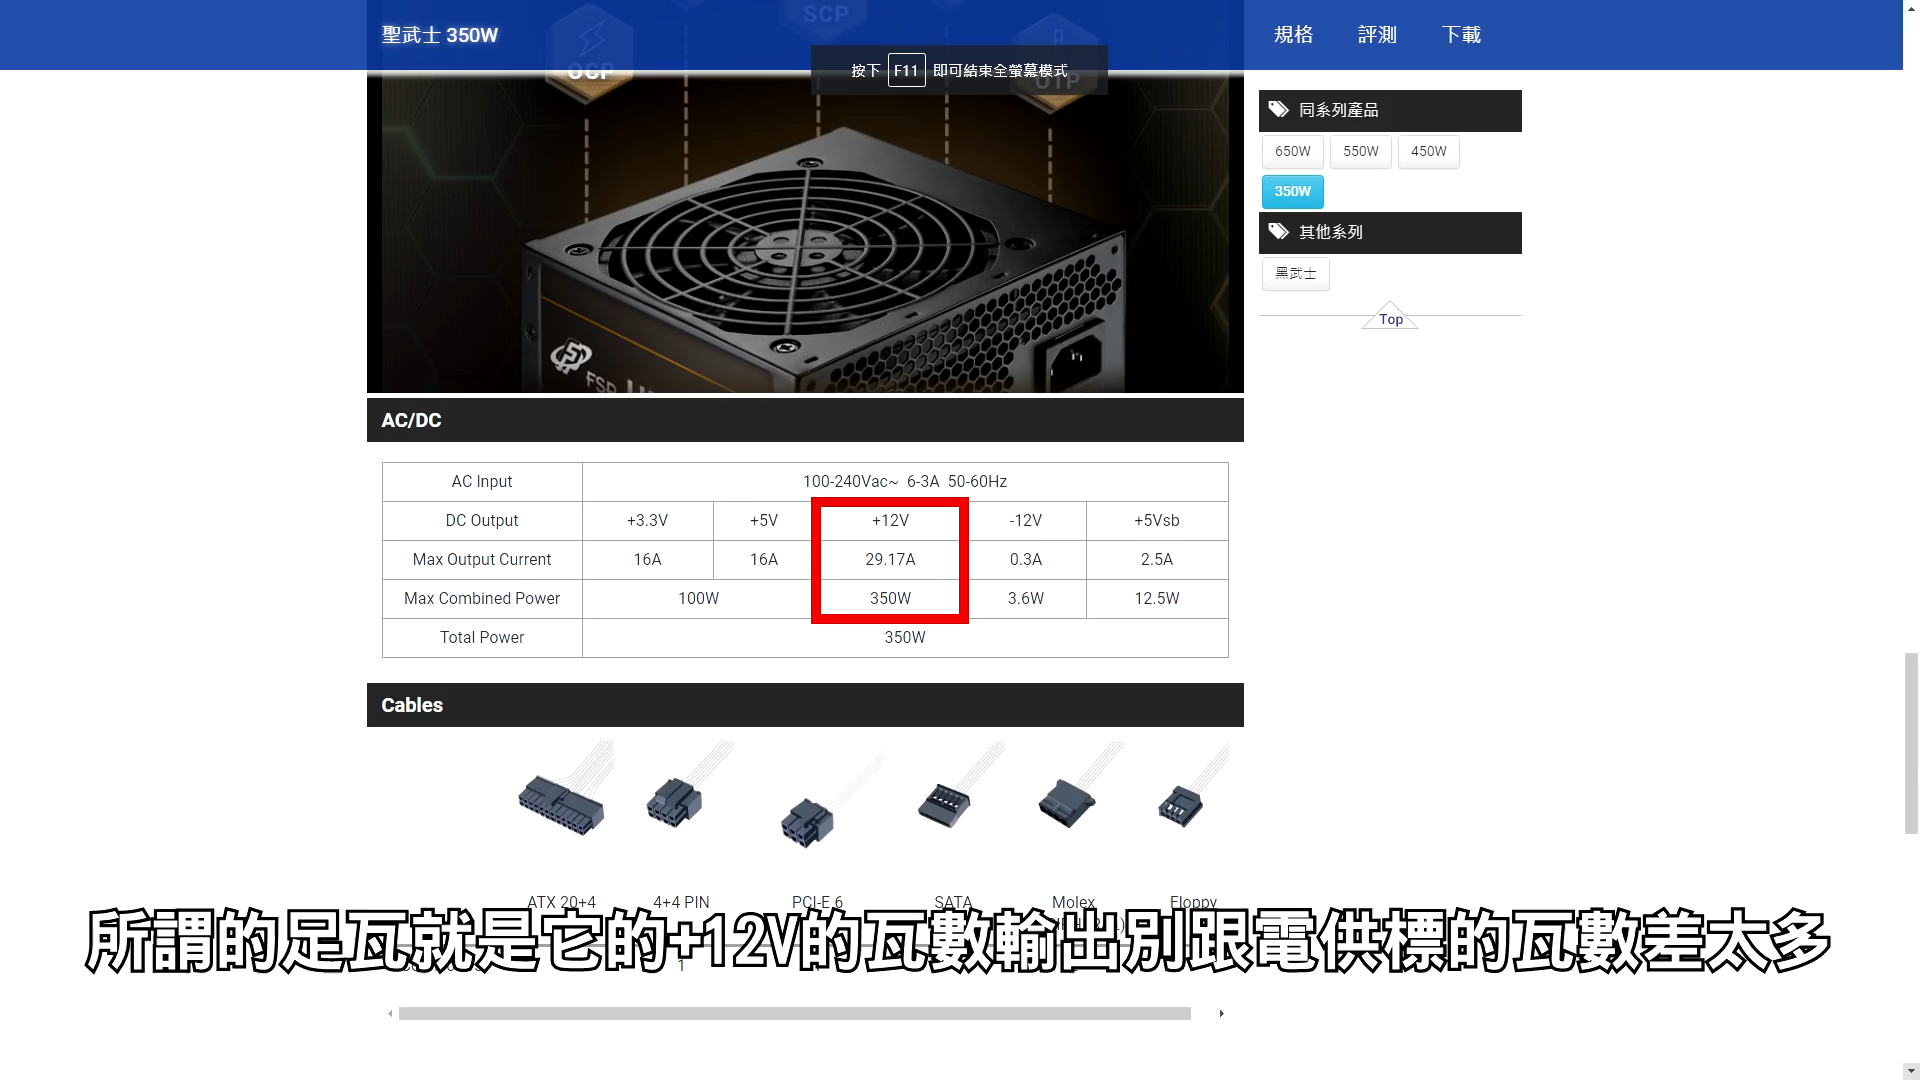 聖武士 350W
規格
評測
下載
SCP
OCP
OTP
按下 F11 即可結束全螢幕模式
同系列產品
650W
550W
450W
350W
其他系列
黑武士
Top
FSP
AC/DC
AC Input 100-240Vac~ 6-3A 50-60Hz
DC Output +3.3V +5V +12V -12V +5Vsb
Max Output Current 16A 16A 29.17A 0.3A 2.5A
Max Combined Power 100W 350W 3.6W 12.5W
Total Power 350W
Cables
ATX 20+4 4+4 PIN PCI-E 6 SATA Molex Floppy
所謂的足瓦就是它的+12V的瓦數輸出別跟電供標的瓦數差太多
1